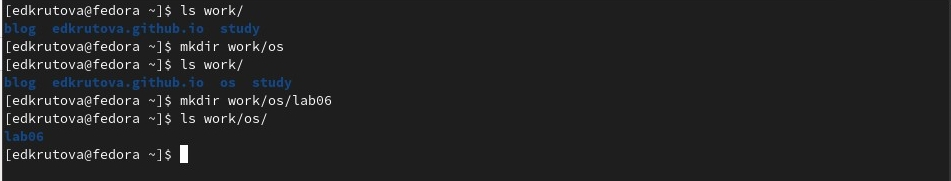 [edkrutova@fedora ~]$ ls work/
blog  edkrutova.github.io  study
[edkrutova@fedora ~]$ mkdir work/os
[edkrutova@fedora ~]$ ls work/
blog  edkrutova.github.io  os  study
[edkrutova@fedora ~]$ mkdir work/os/lab06
[edkrutova@fedora ~]$ ls work/os/
lab06
[edkrutova@fedora ~]$